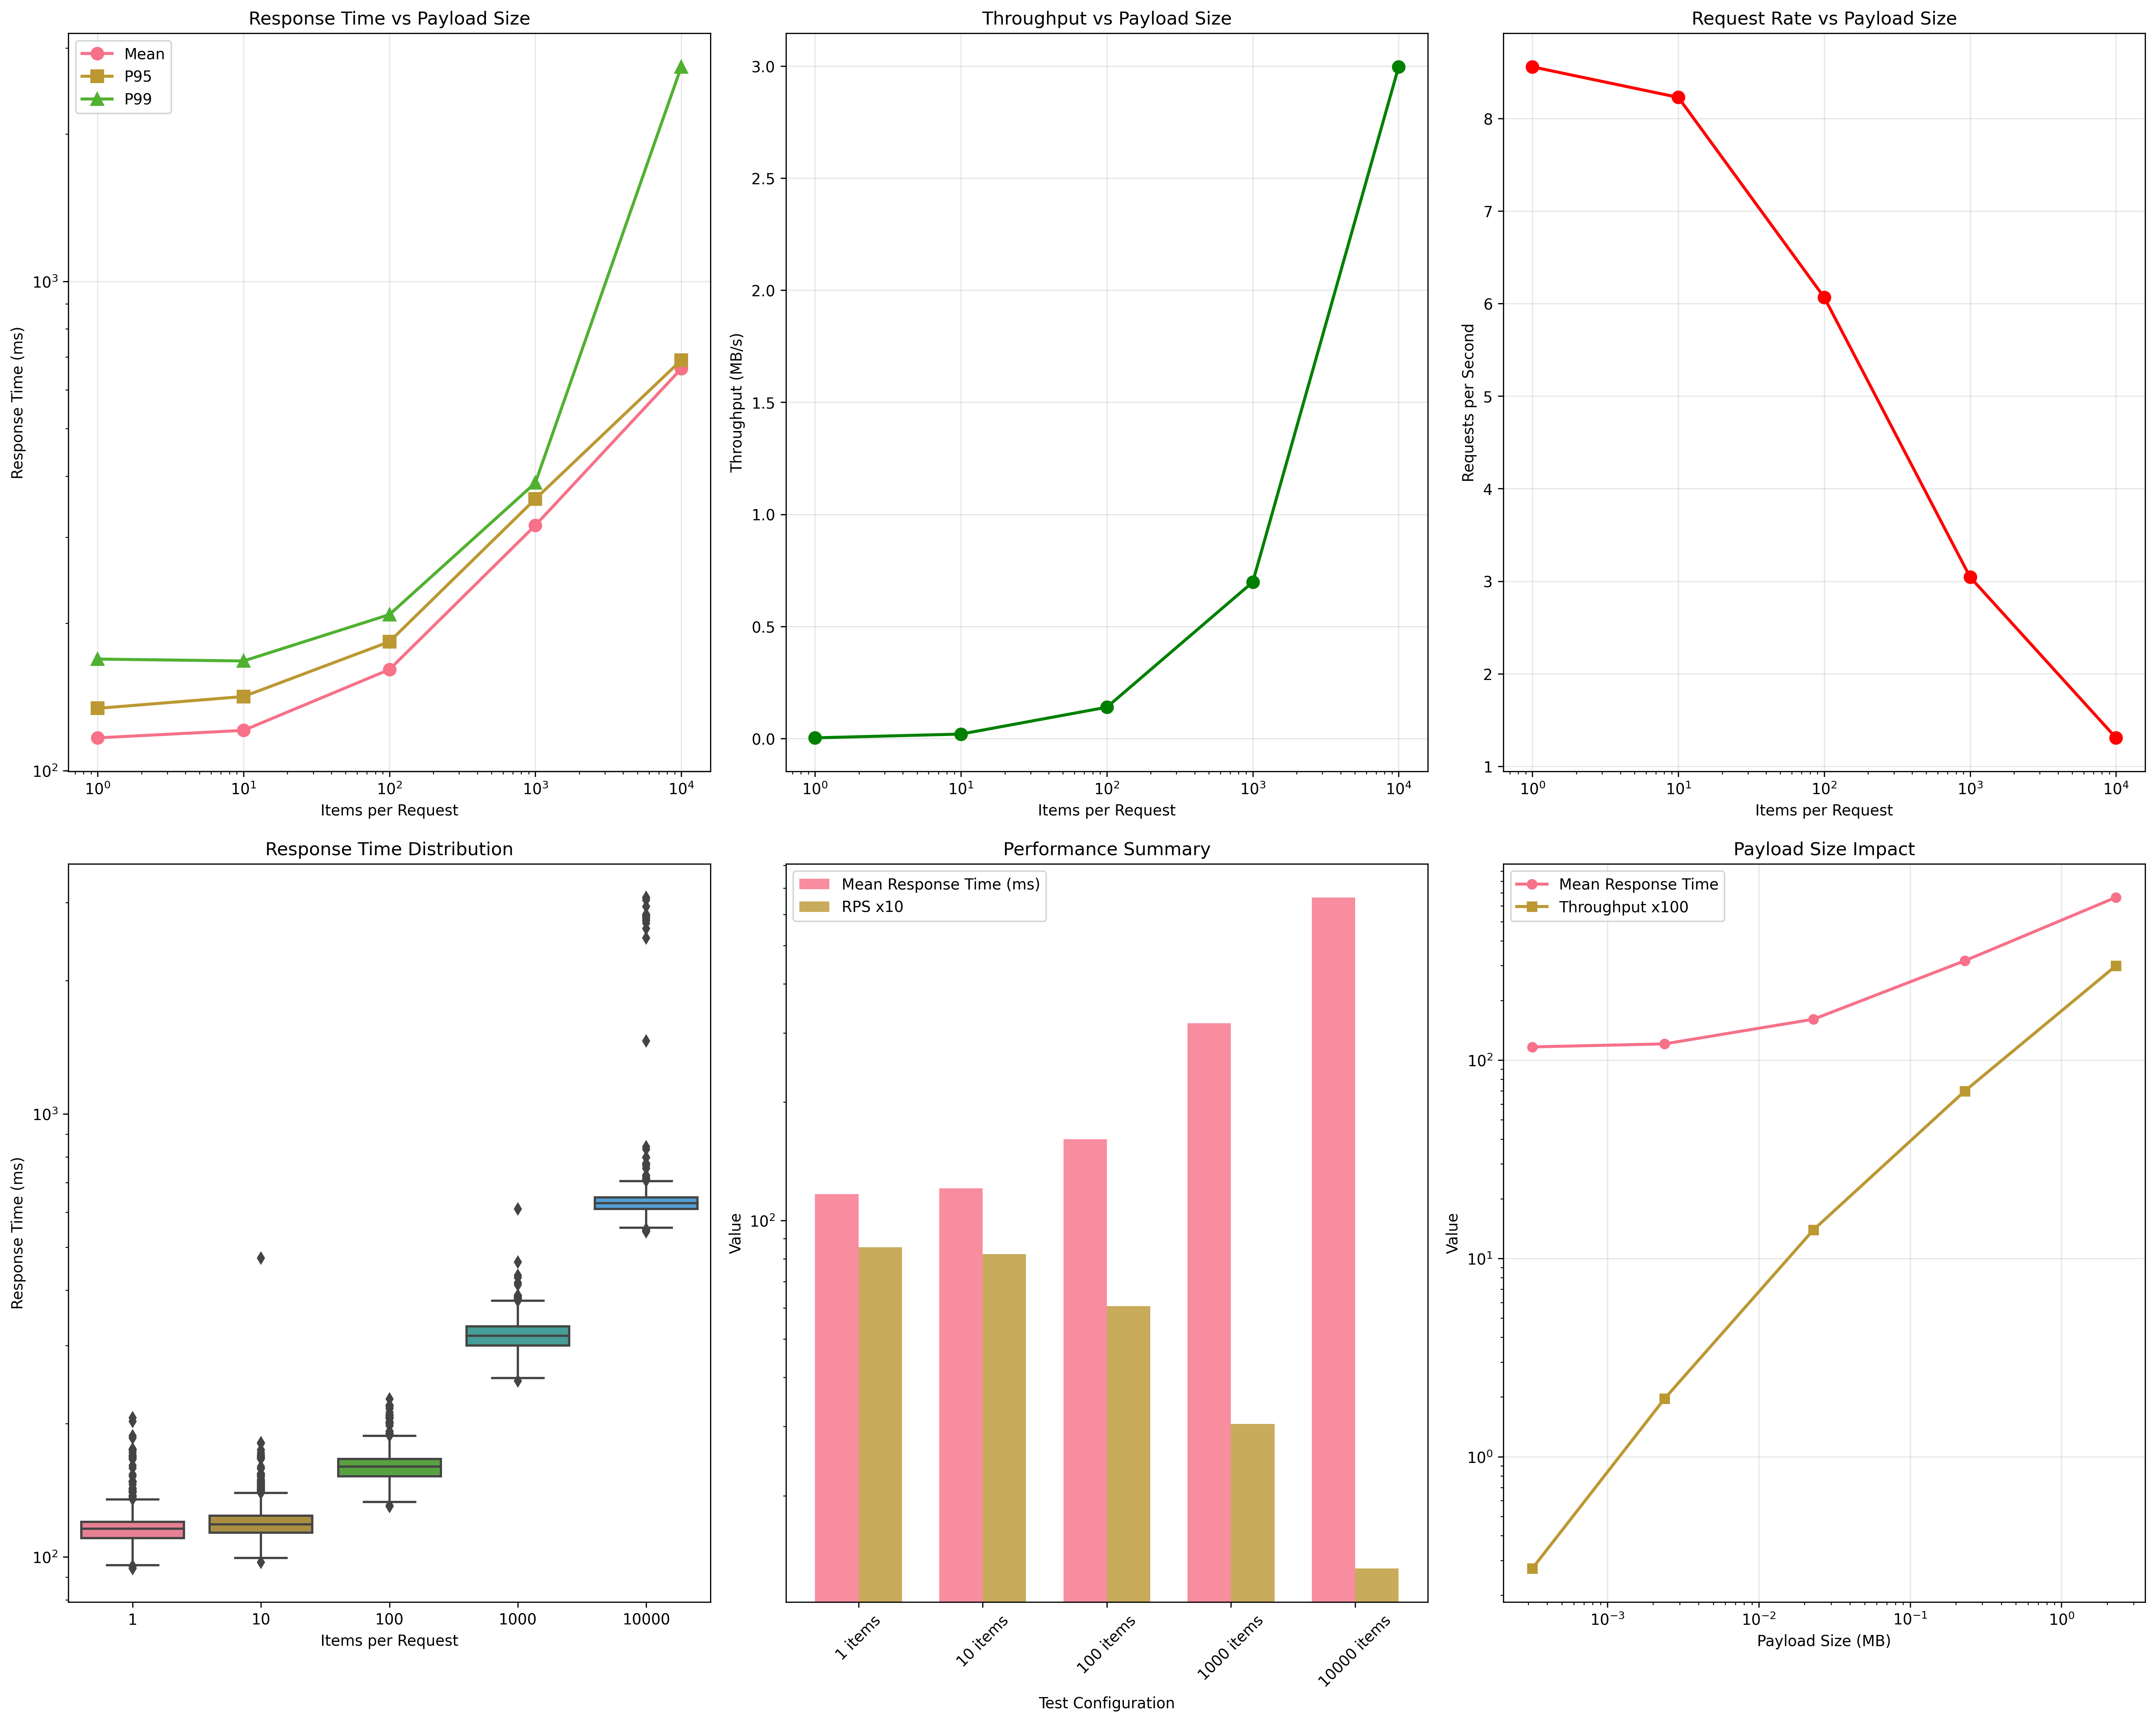 Response Time vs Payload Size
Mean
P95
P99
Response Time (ms)
10³
10²
10⁰ 10¹ 10² 10³ 10⁴
Items per Request
Throughput vs Payload Size
Throughput (MB/s)
3.0
2.5
2.0
1.5
1.0
0.5
0.0
10⁰ 10¹ 10² 10³ 10⁴
Items per Request
Request Rate vs Payload Size
Requests per Second
8
7
6
5
4
3
2
1
10⁰ 10¹ 10² 10³ 10⁴
Items per Request
Response Time Distribution
Response Time (ms)
10³
10²
1 10 100 1000 10000
Items per Request
Performance Summary
Mean Response Time (ms)
RPS x10
Value
10²
1 items
10 items
100 items
1000 items
10000 items
Test Configuration
Payload Size Impact
Mean Response Time
Throughput x100
Value
10²
10¹
10⁰
10⁻³ 10⁻² 10⁻¹ 10⁰
Payload Size (MB)